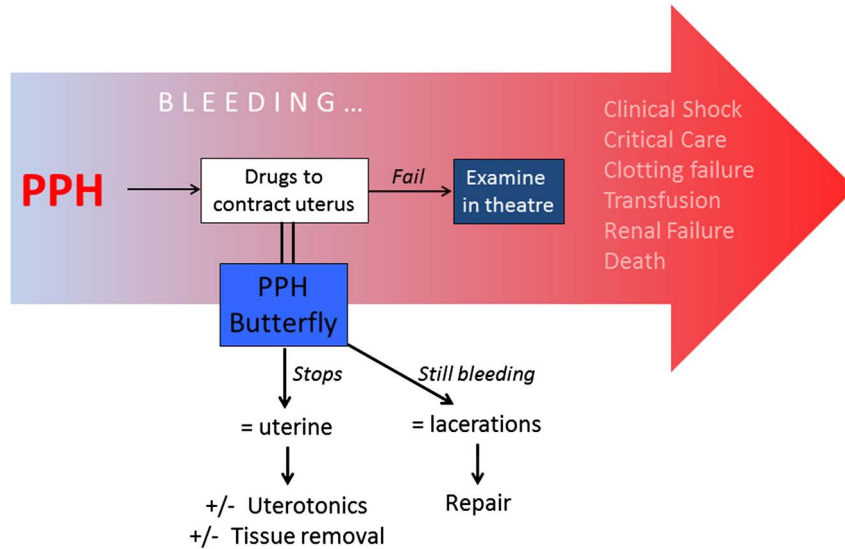 BLEEDING...
PPH
Drugs to
contract uterus
Fail
Examine
in theatre
Clinical Shock
Critical Care
Clotting failure
Transfusion
Renal Failure
Death
PPH
Butterfly
Stops
Still bleeding
= uterine
= lacerations
+/- Uterotonics
+/- Tissue removal
Repair